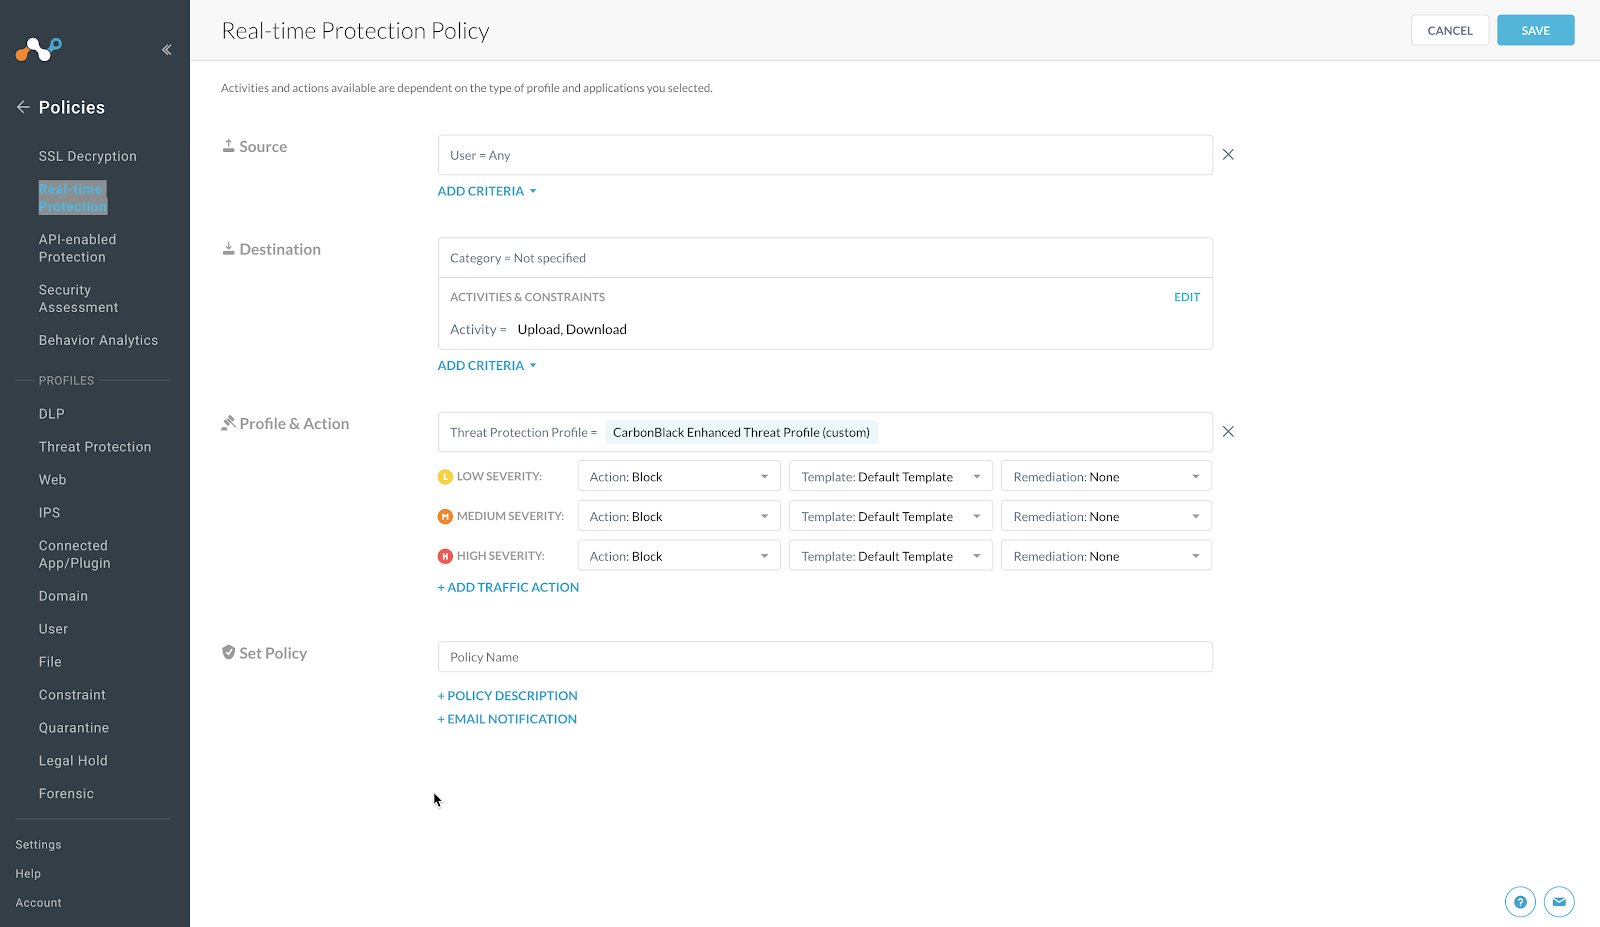 Real-time Protection Policy
CANCEL
SAVE
Policies
SSL Decryption
Real-time
Protection
API-enabled
Protection
Security
Assessment
Behavior Analytics
PROFILES
DLP
Threat Protection
Web
IPS
Connected
App/Plugin
Domain
User
File
Constraint
Quarantine
Legal Hold
Forensic
Settings
Help
Account
Activities and actions available are dependent on the type of profile and applications you selected.
Source
User = Any
ADD CRITERIA
Destination
Category = Not specified
ACTIVITIES & CONSTRAINTS
EDIT
Activity = Upload, Download
ADD CRITERIA
Profile & Action
Threat Protection Profile = CarbonBlack Enhanced Threat Profile (custom)
L LOW SEVERITY: Action: Block Template: Default Template Remediation: None
M MEDIUM SEVERITY: Action: Block Template: Default Template Remediation: None
H HIGH SEVERITY: Action: Block Template: Default Template Remediation: None
+ ADD TRAFFIC ACTION
Set Policy
Policy Name
+ POLICY DESCRIPTION
+ EMAIL NOTIFICATION
?